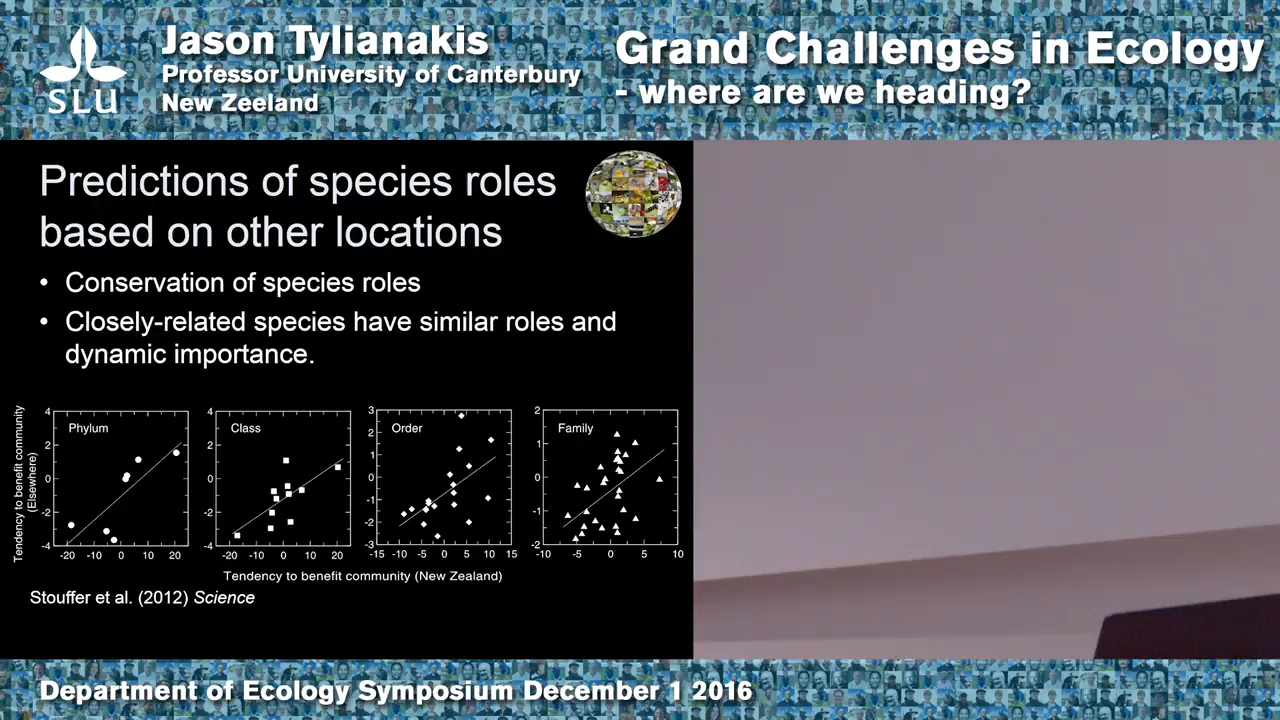 SLU
Jason Tylianakis
Professor University of Canterbury
New Zeeland
Grand Challenges in Ecology
- where are we heading?
Predictions of species roles
based on other locations
• Conservation of species roles
• Closely-related species have similar roles and
dynamic importance.
Tendency to benefit community
(Elsewhere)
4
2
0
-2
-4
Phylum
-20 -10 0 10 20
4
2
0
-2
-4
Class
-20 -10 0 10 20
3
2
1
0
-1
-2
-3
Order
-15 -10 -5 0 5 10 15
2
1
0
-1
-2
Family
-10 -5 0 5 10
Tendency to benefit community (New Zealand)
Stouffer et al. (2012) Science
Department of Ecology Symposium December 1 2016